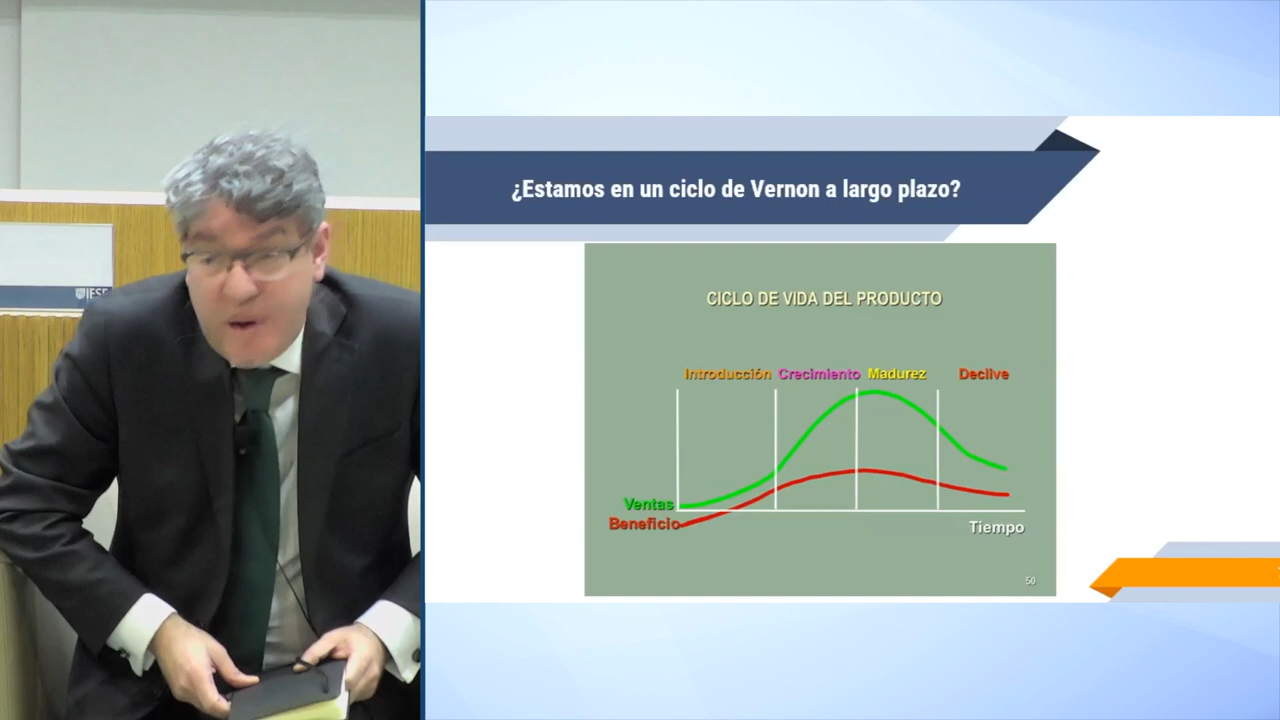 IESE
¿Estamos en un ciclo de Vernon a largo plazo?
CICLO DE VIDA DEL PRODUCTO
Introducción Crecimiento Madurez Declive
Ventas
Beneficio
Tiempo
50